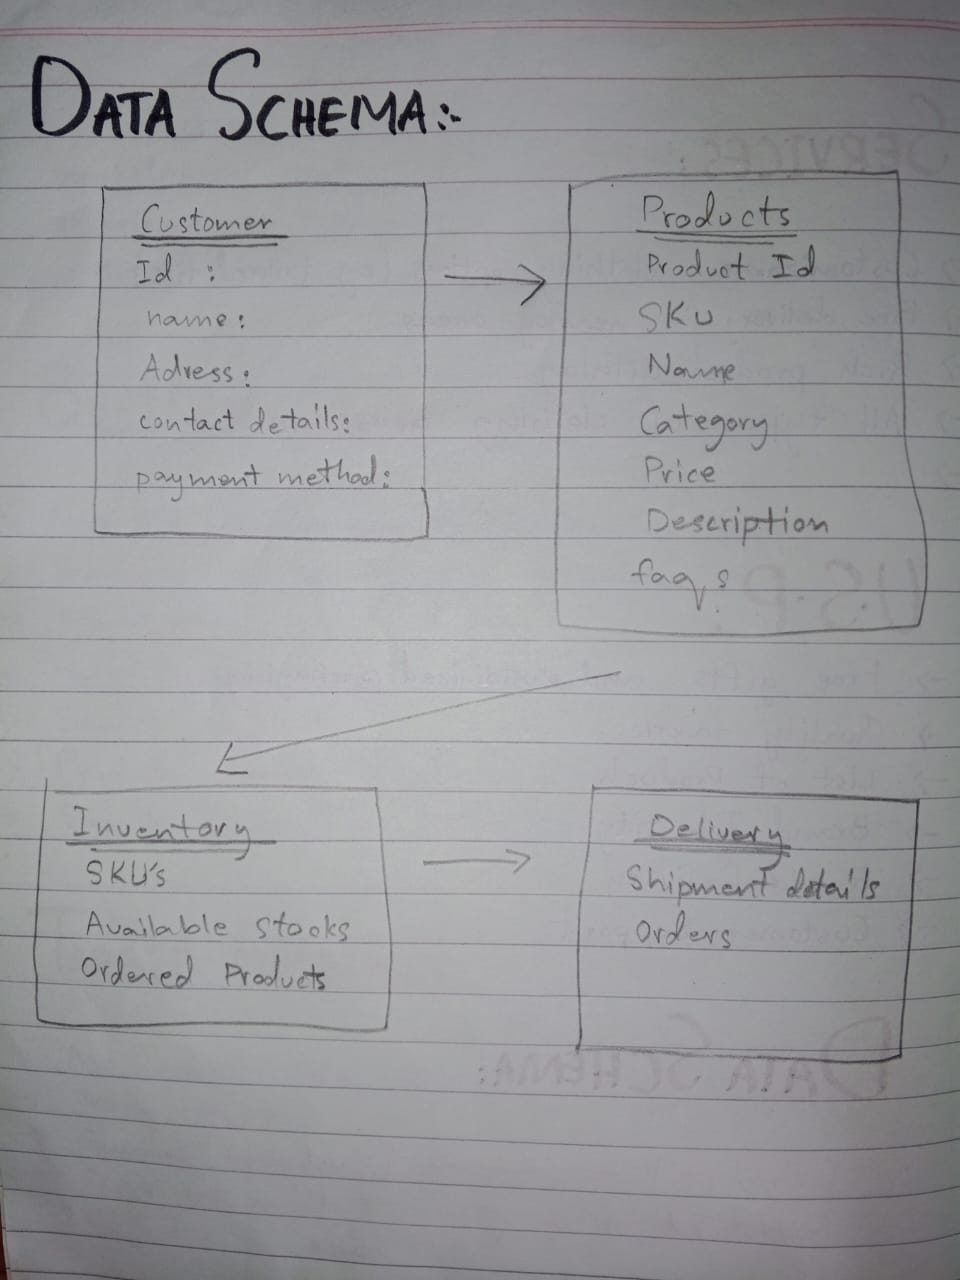 DATA SCHEMA:-
Customer
Id :
name:
Adress:
contact details:
payment method:
Products
Product Id
SKU
Name
Category
Price
Description
faq,s
Inventory
SKU's
Available stocks
Ordered Products
Delivery
Shipment details
Orders